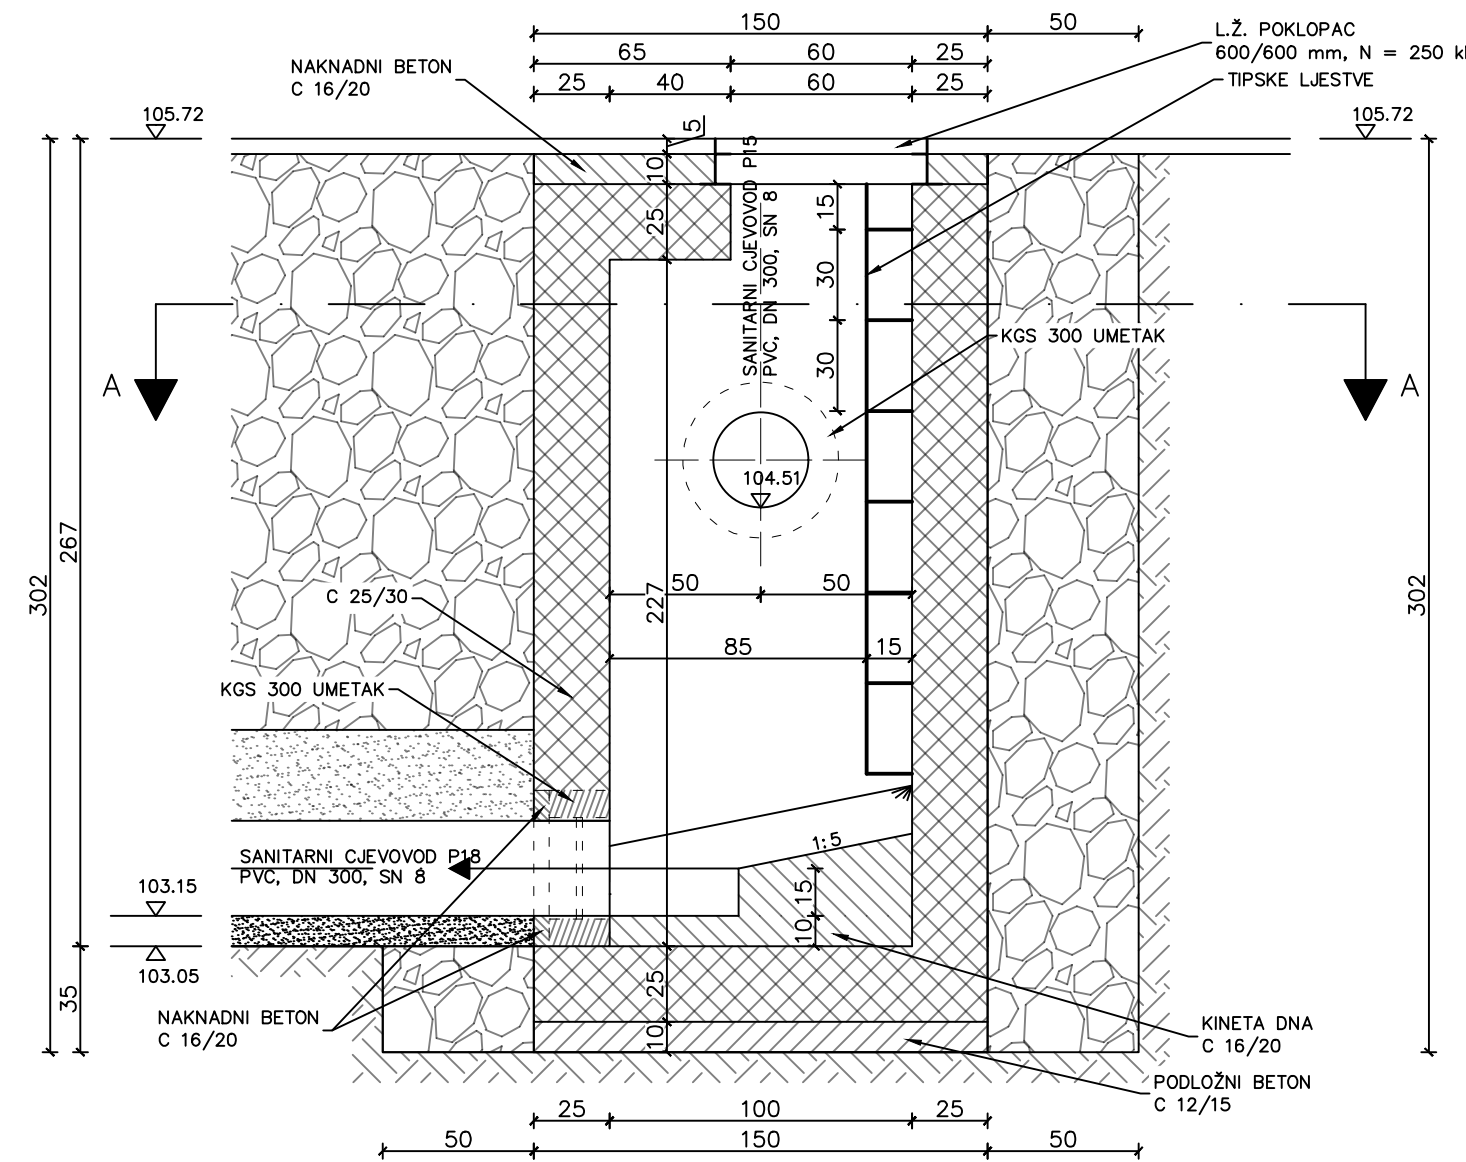 150
50
65
60
25
25
40
60
25
L.Ž. POKLOPAC
600/600 mm, N = 250
TIPSKE LJESTVE
NAKNADNI BETON
C 16/20
105.72
105.72
5
10
25
15
30
30
SANITARNI CJEVOVOD P15
PVC, DN 300, SN 8
KGS 300 UMETAK
A
A
104.51
267
302
302
227
50
50
C 25/30
85
15
KGS 300 UMETAK
1:5
SANITARNI CJEVOVOD P18
PVC, DN 300, SN 8
103.15
103.05
15
10
35
25
10
NAKNADNI BETON
C 16/20
KINETA DNA
C 16/20
PODLOŽNI BETON
C 12/15
25
100
25
50
150
50